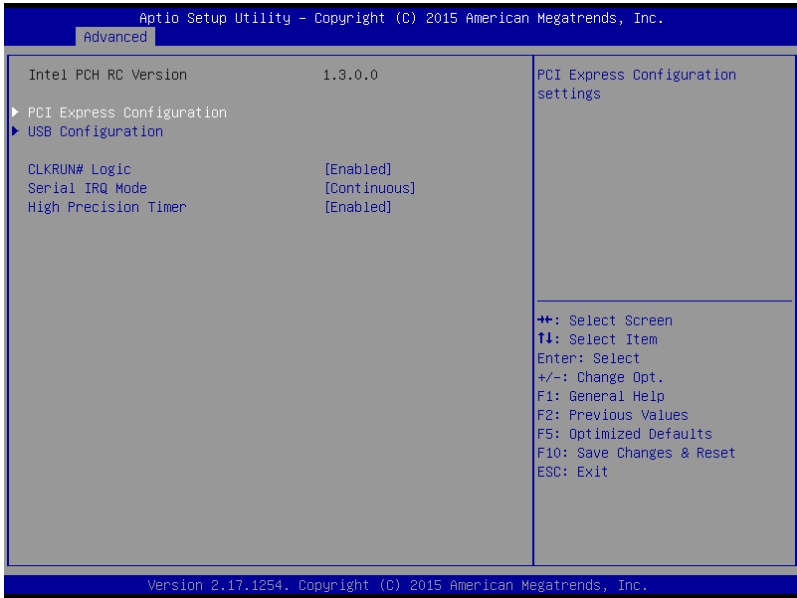 Aptio Setup Utility – Copyright (C) 2015 American Megatrends, Inc.
Advanced
Intel PCH RC Version 1.3.0.0
PCI Express Configuration
USB Configuration
CLKRUN# Logic [Enabled]
Serial IRQ Mode [Continuous]
High Precision Timer [Enabled]
PCI Express Configuration
settings
→←: Select Screen
↑↓: Select Item
Enter: Select
+/-: Change Opt.
F1: General Help
F2: Previous Values
F5: Optimized Defaults
F10: Save Changes & Reset
ESC: Exit
Version 2.17.1254. Copyright (C) 2015 American Megatrends, Inc.